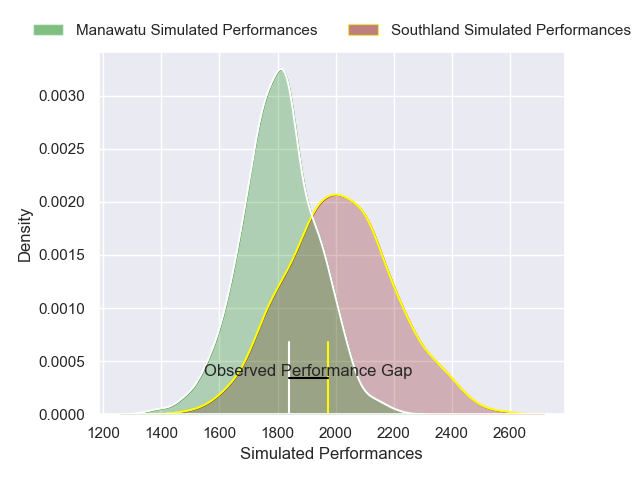 Manawatu Simulated Performances Southland Simulated Performances
0.0030
0.0025
0.0020
0.0015
0.0010
0.0005
0.0000
Density
Observed Performance Gap
1200 1400 1600 1800 2000 2200 2400 2600
Simulated Performances